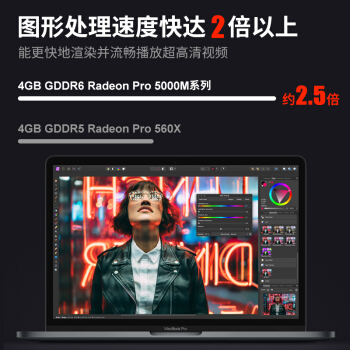 图形处理速度快达 2倍以上
能更快地渲染并流畅播放超高清视频
4GB GDDR6 Radeon Pro 5000M系列
约2.5倍
4GB GDDR5 Radeon Pro 560X
MacBook Pro